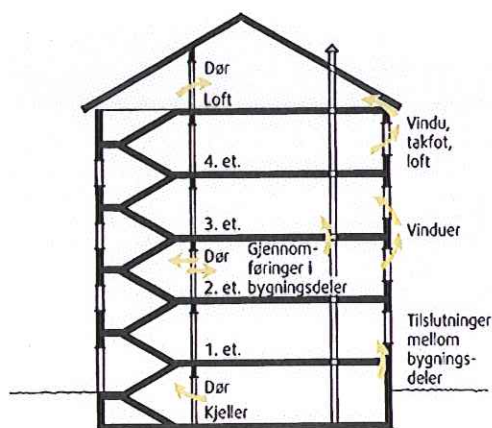 Dør
Loft
Vindu,
takfot,
loft
4. et.
3. et.
Vinduer
Dør
Gjennom-
føringer i
bygningsdeler
2. et.
Tilslutninger
mellom
bygnings-
deler
1. et.
Dør
Kjeller